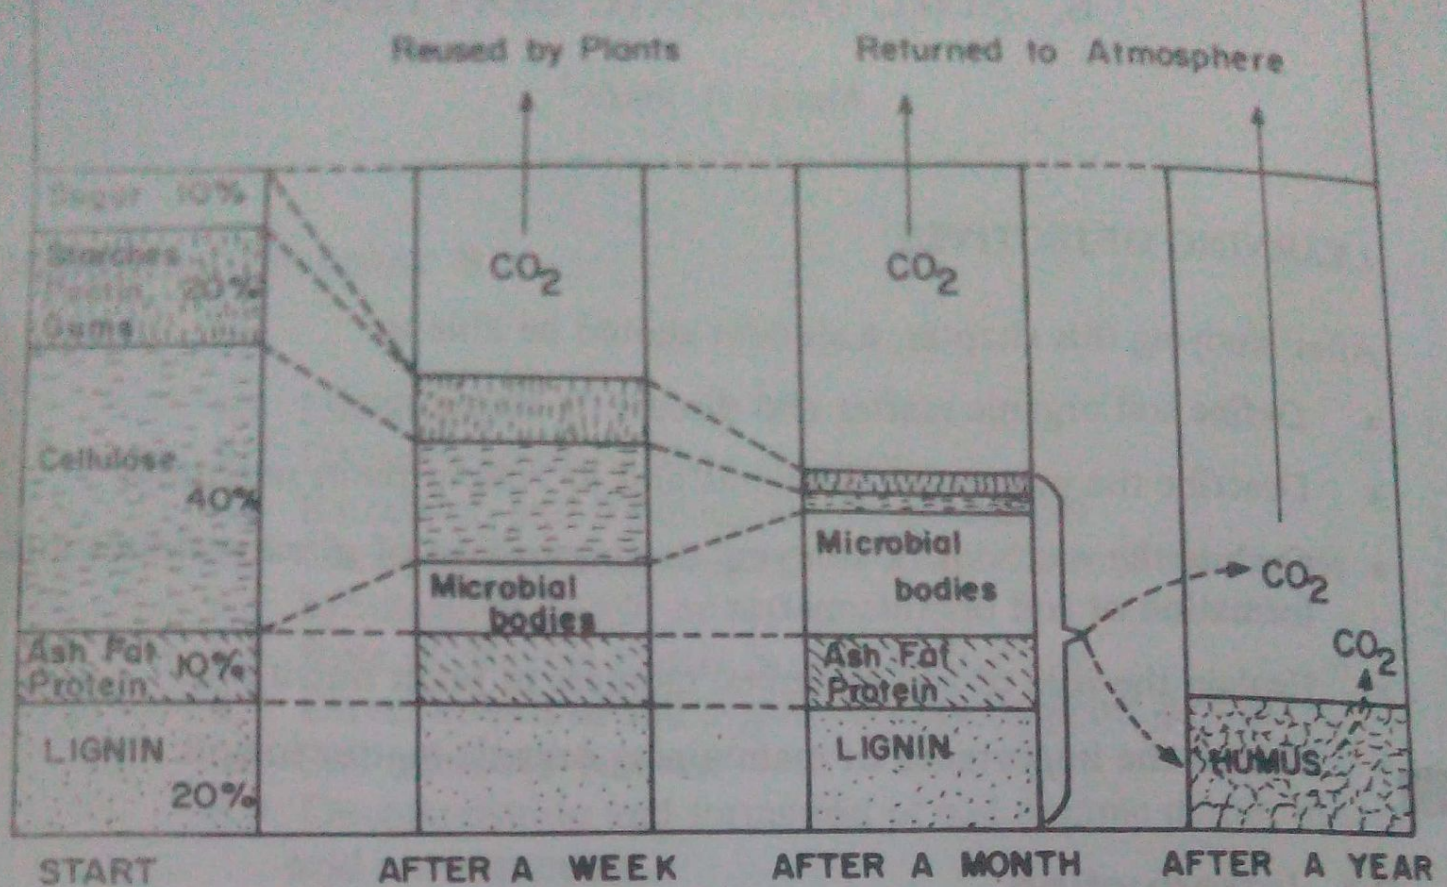 Reused by Plants
Returned to Atmosphere
Sugar 10%
Starches
Pectin, 20%
Gums
Cellulose
40%
Ash Fat 10%
Protein
LIGNIN
20%
START
CO2
Microbial
bodies
AFTER A WEEK
CO2
Microbial
bodies
Ash Fat
Protein
LIGNIN
AFTER A MONTH
CO2
CO2
HUMUS
AFTER A YEAR